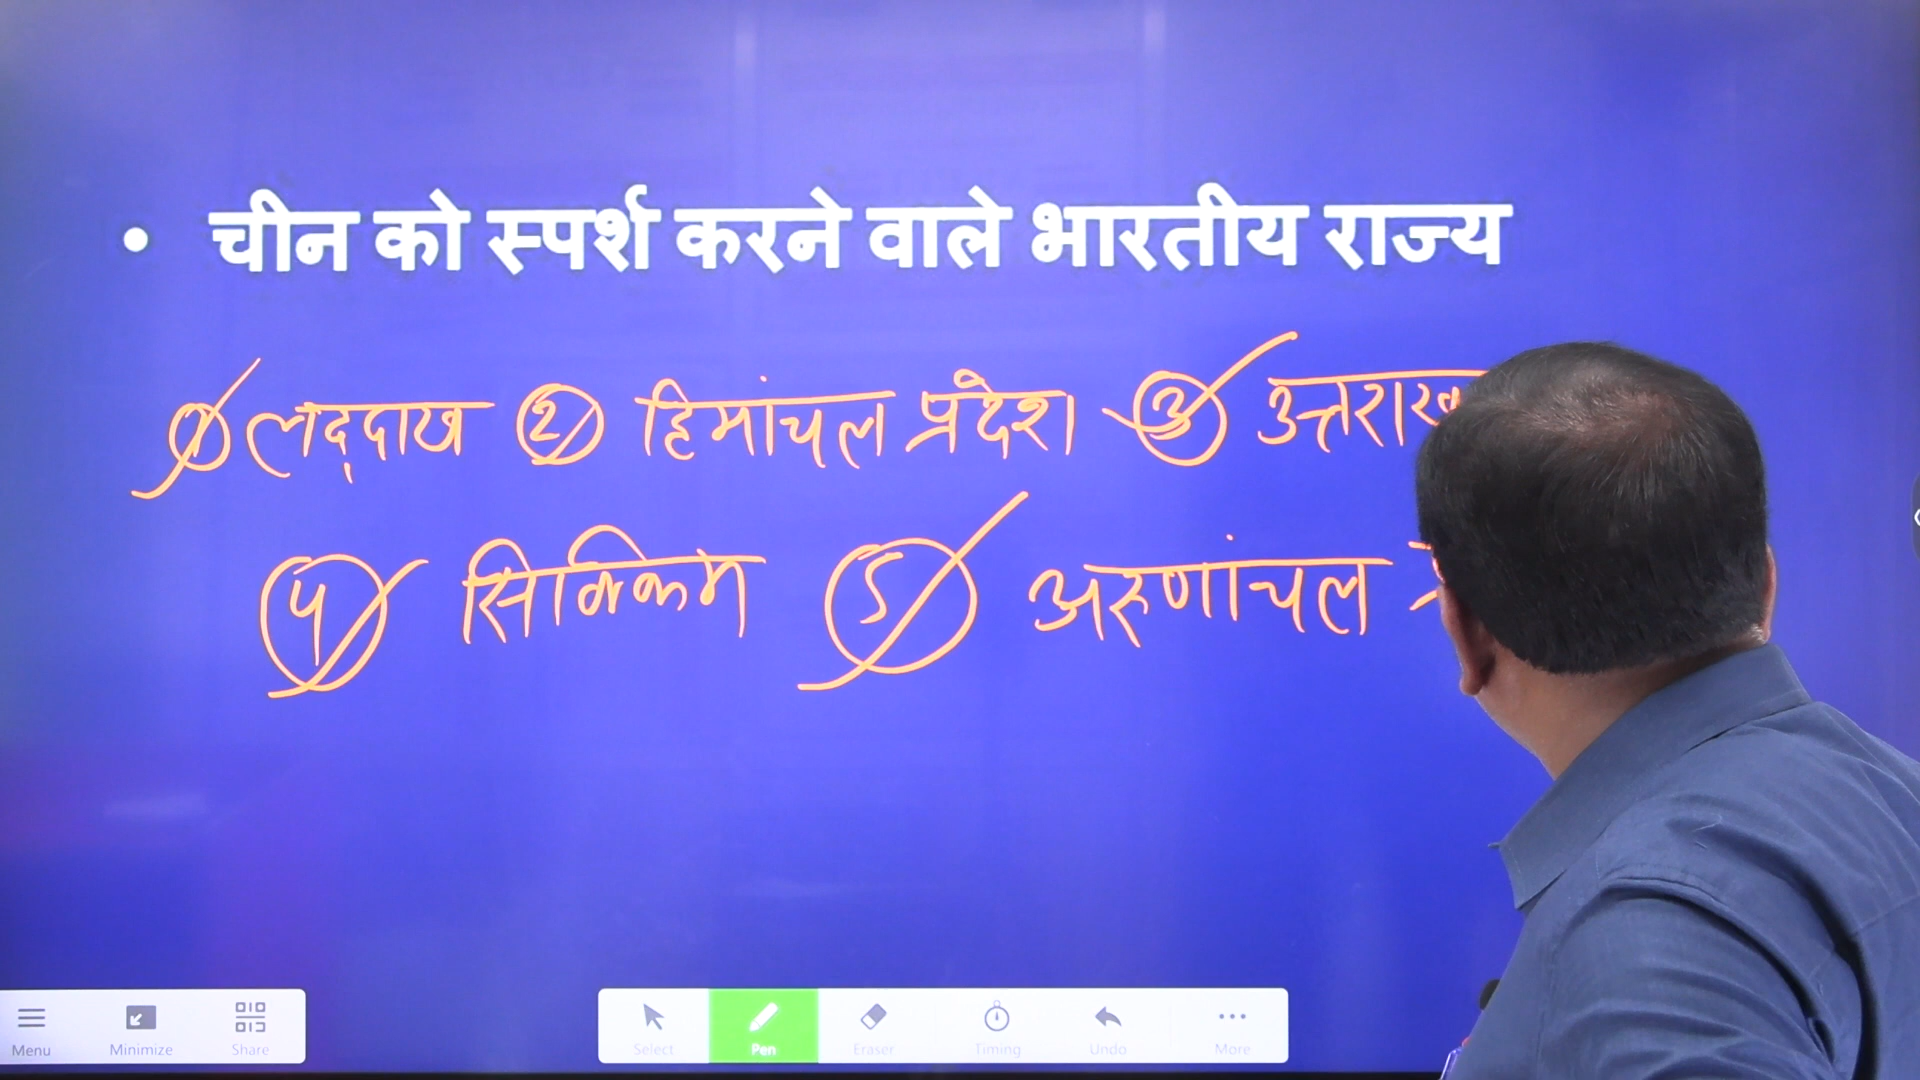 • चीन को स्पर्श करने वाले भारतीय राज्य
① लद्दाख ② हिमांचल प्रदेश ③ उत्तराख
④ सिक्किम ⑤ अरूणांचल
Menu Minimize Share Select Pen Eraser Timing Undo More